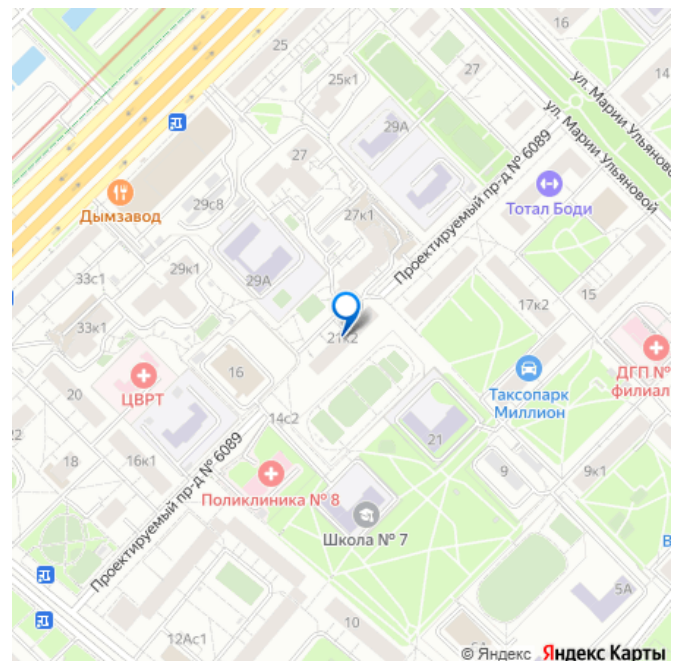 16
25
27
14
25к1
ул. Марии Ульяновой
ул. Марии Ульяновой
29А
27
Проектируемый пр-д № 6089
Тотал Боди
Дымзавод
29с8
27к1
29к1
29А
33с1
17к2
15
33к1
21к2
ДГП №
филиал
ЦВРТ
16
Таксопарк
Миллион
20
14с2
21
18
16к1
Проектируемый пр-д № 6089
9
9к1
Поликлиника № 8
Школа № 7
В
5А
10
12Ас1
© Яндекс Яндекс Карты